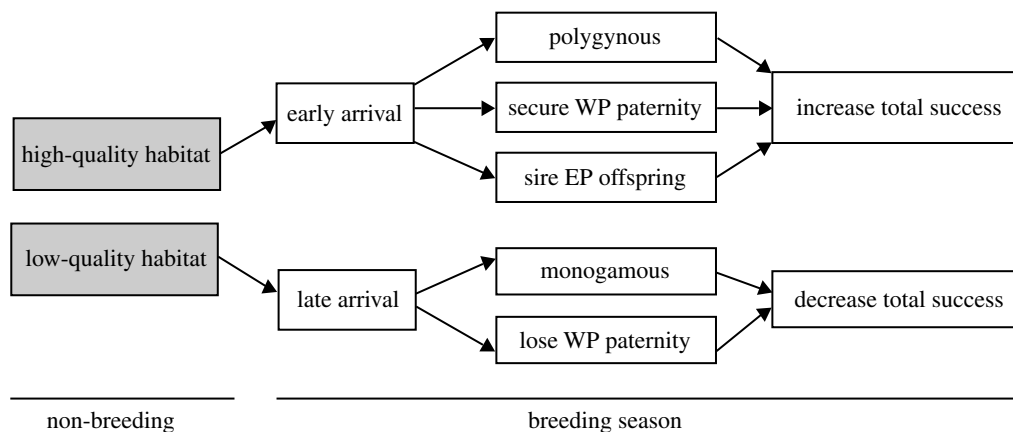 polygynous
early arrival
secure WP paternity
increase total success
high-quality habitat
sire EP offspring
low-quality habitat
monogamous
late arrival
decrease total success
lose WP paternity
non-breeding
breeding season